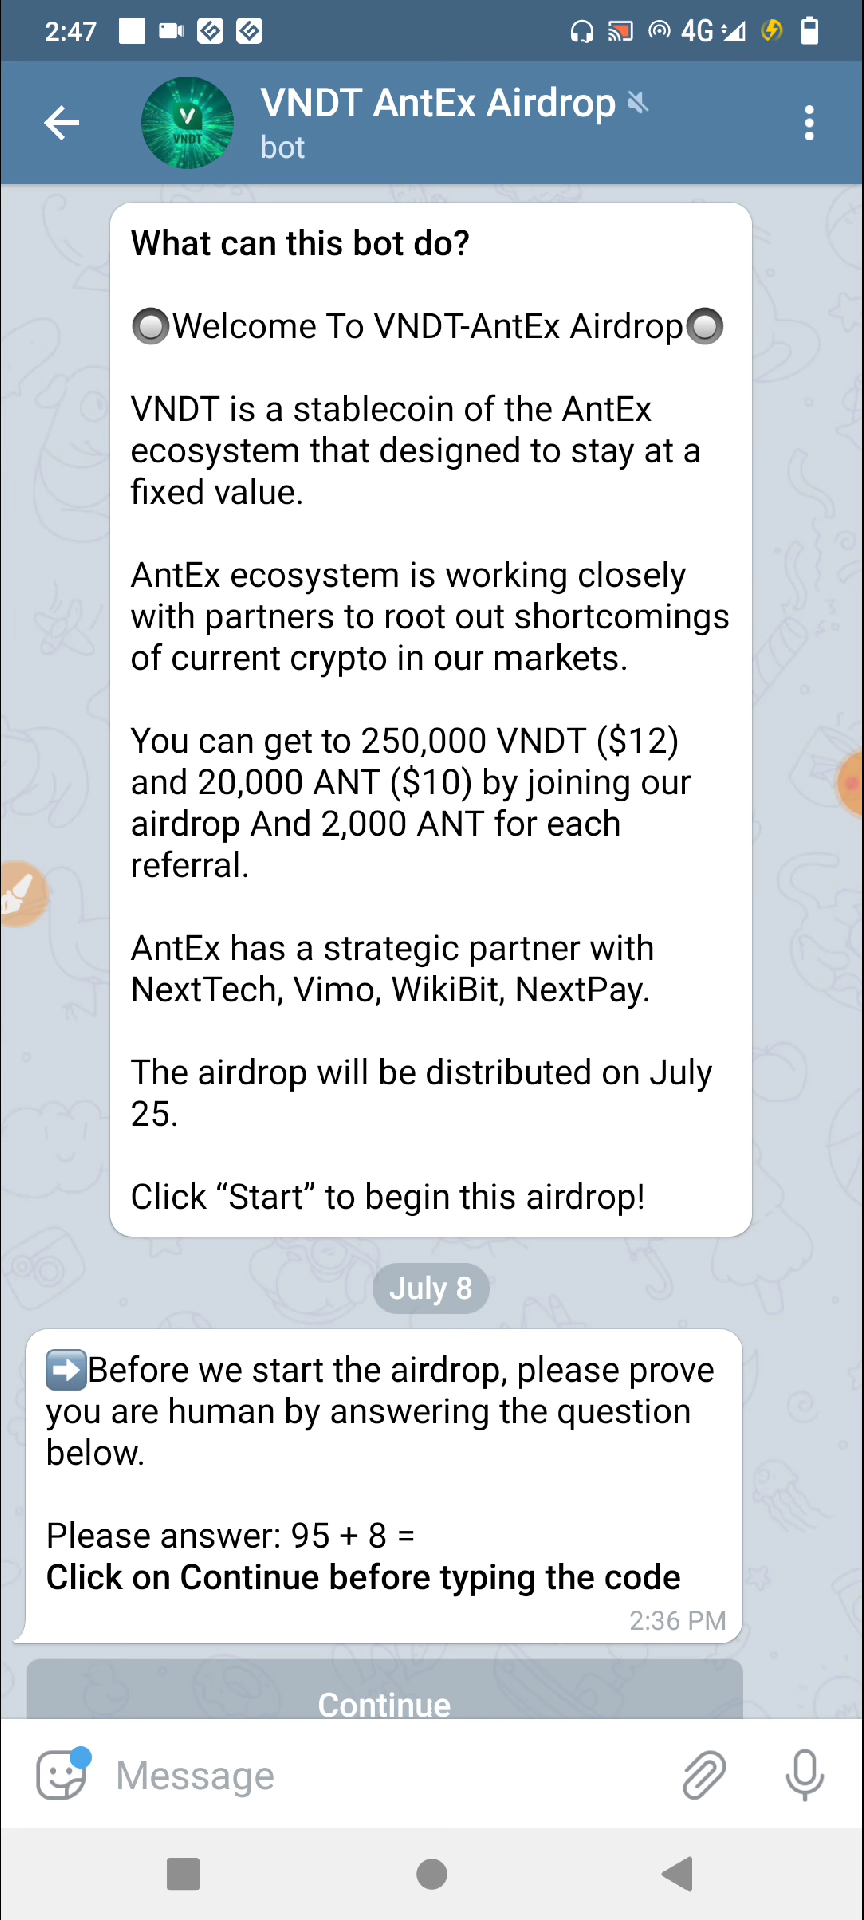 2:47
4G
VNDT AntEx Airdrop
bot
V
VNDT
What can this bot do?
Welcome To VNDT-AntEx Airdrop
VNDT is a stablecoin of the AntEx
ecosystem that designed to stay at a
fixed value.
AntEx ecosystem is working closely
with partners to root out shortcomings
of current crypto in our markets.
You can get to 250,000 VNDT ($12)
and 20,000 ANT ($10) by joining our
airdrop And 2,000 ANT for each
referral.
AntEx has a strategic partner with
NextTech, Vimo, WikiBit, NextPay.
The airdrop will be distributed on July
25.
Click “Start” to begin this airdrop!
July 8
Before we start the airdrop, please prove
you are human by answering the question
below.
Please answer: 95 + 8 =
Click on Continue before typing the code
2:36 PM
Continue
Message